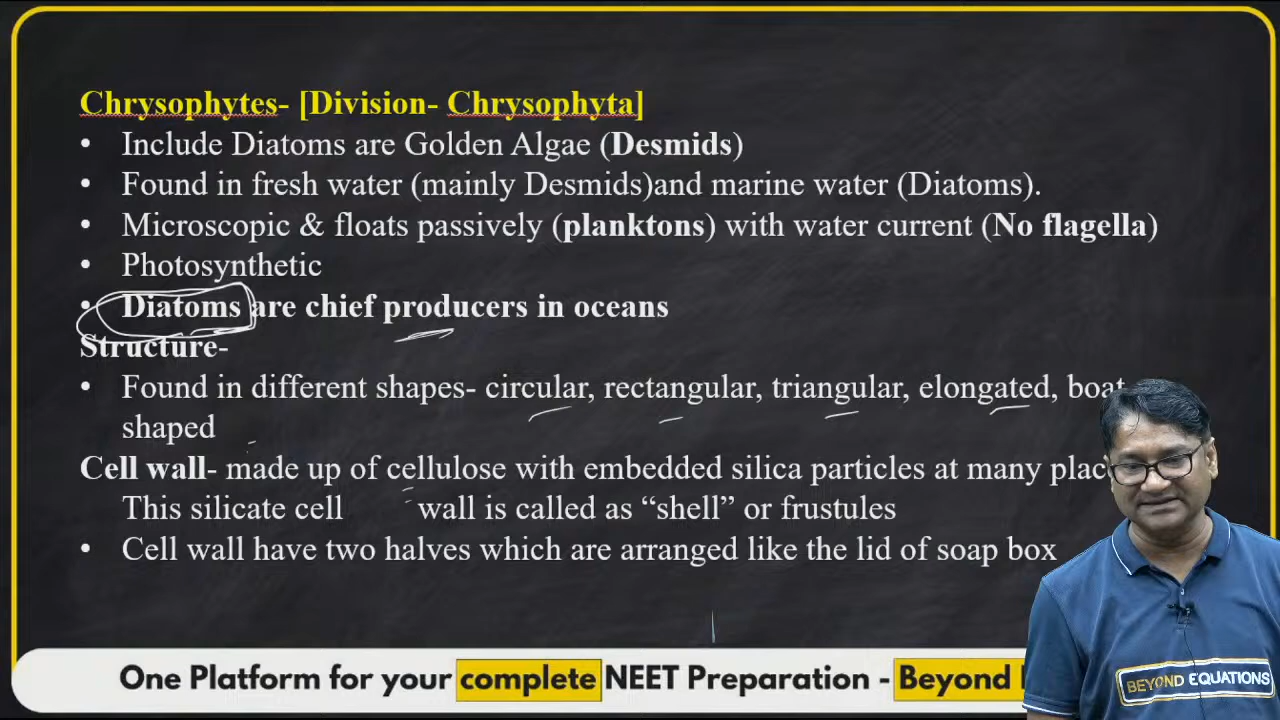 Chrysophytes- [Division- Chrysophyta]
• Include Diatoms are Golden Algae (Desmids)
• Found in fresh water (mainly Desmids)and marine water (Diatoms).
• Microscopic & floats passively (planktons) with water current (No flagella)
• Photosynthetic
• Diatoms are chief producers in oceans
Structure-
• Found in different shapes- circular, rectangular, triangular, elongated, boat
shaped
Cell wall- made up of cellulose with embedded silica particles at many
This silicate cell wall is called as “shell” or frustules
• Cell wall have two halves which are arranged like the lid of soap box
One Platform for your complete NEET Preparation - Beyond
BEYOND EQUATIONS